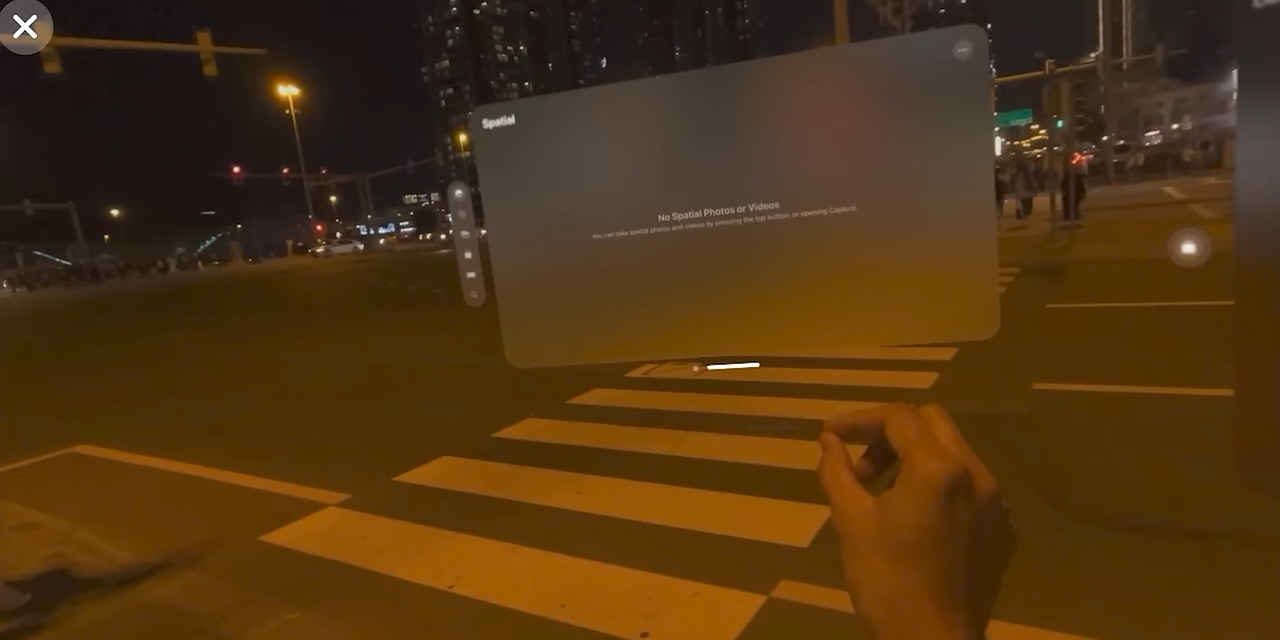 Spatial
No Spatial Photos or Videos
You can take spatial photos and videos by pressing the top button, or opening Capture.